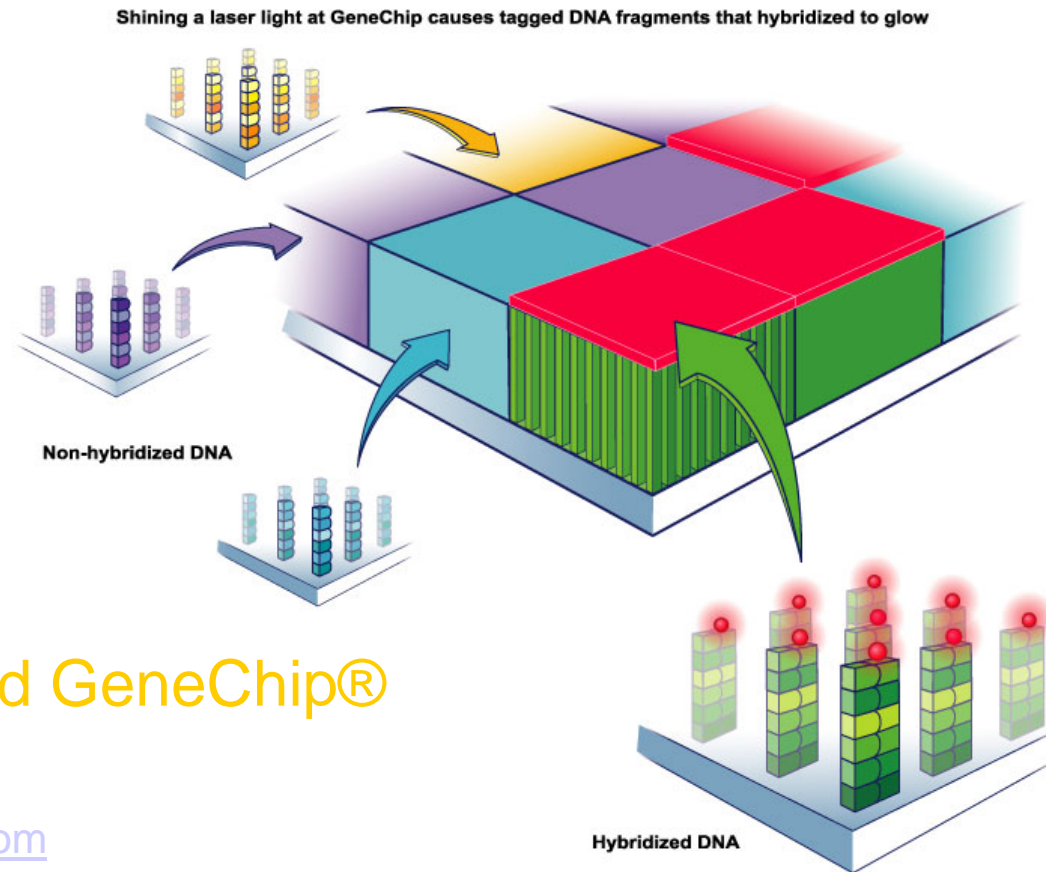 Shining a laser light at GeneChip causes tagged DNA fragments that hybridized to glow
Non-hybridized DNA
d GeneChip®
om
Hybridized DNA